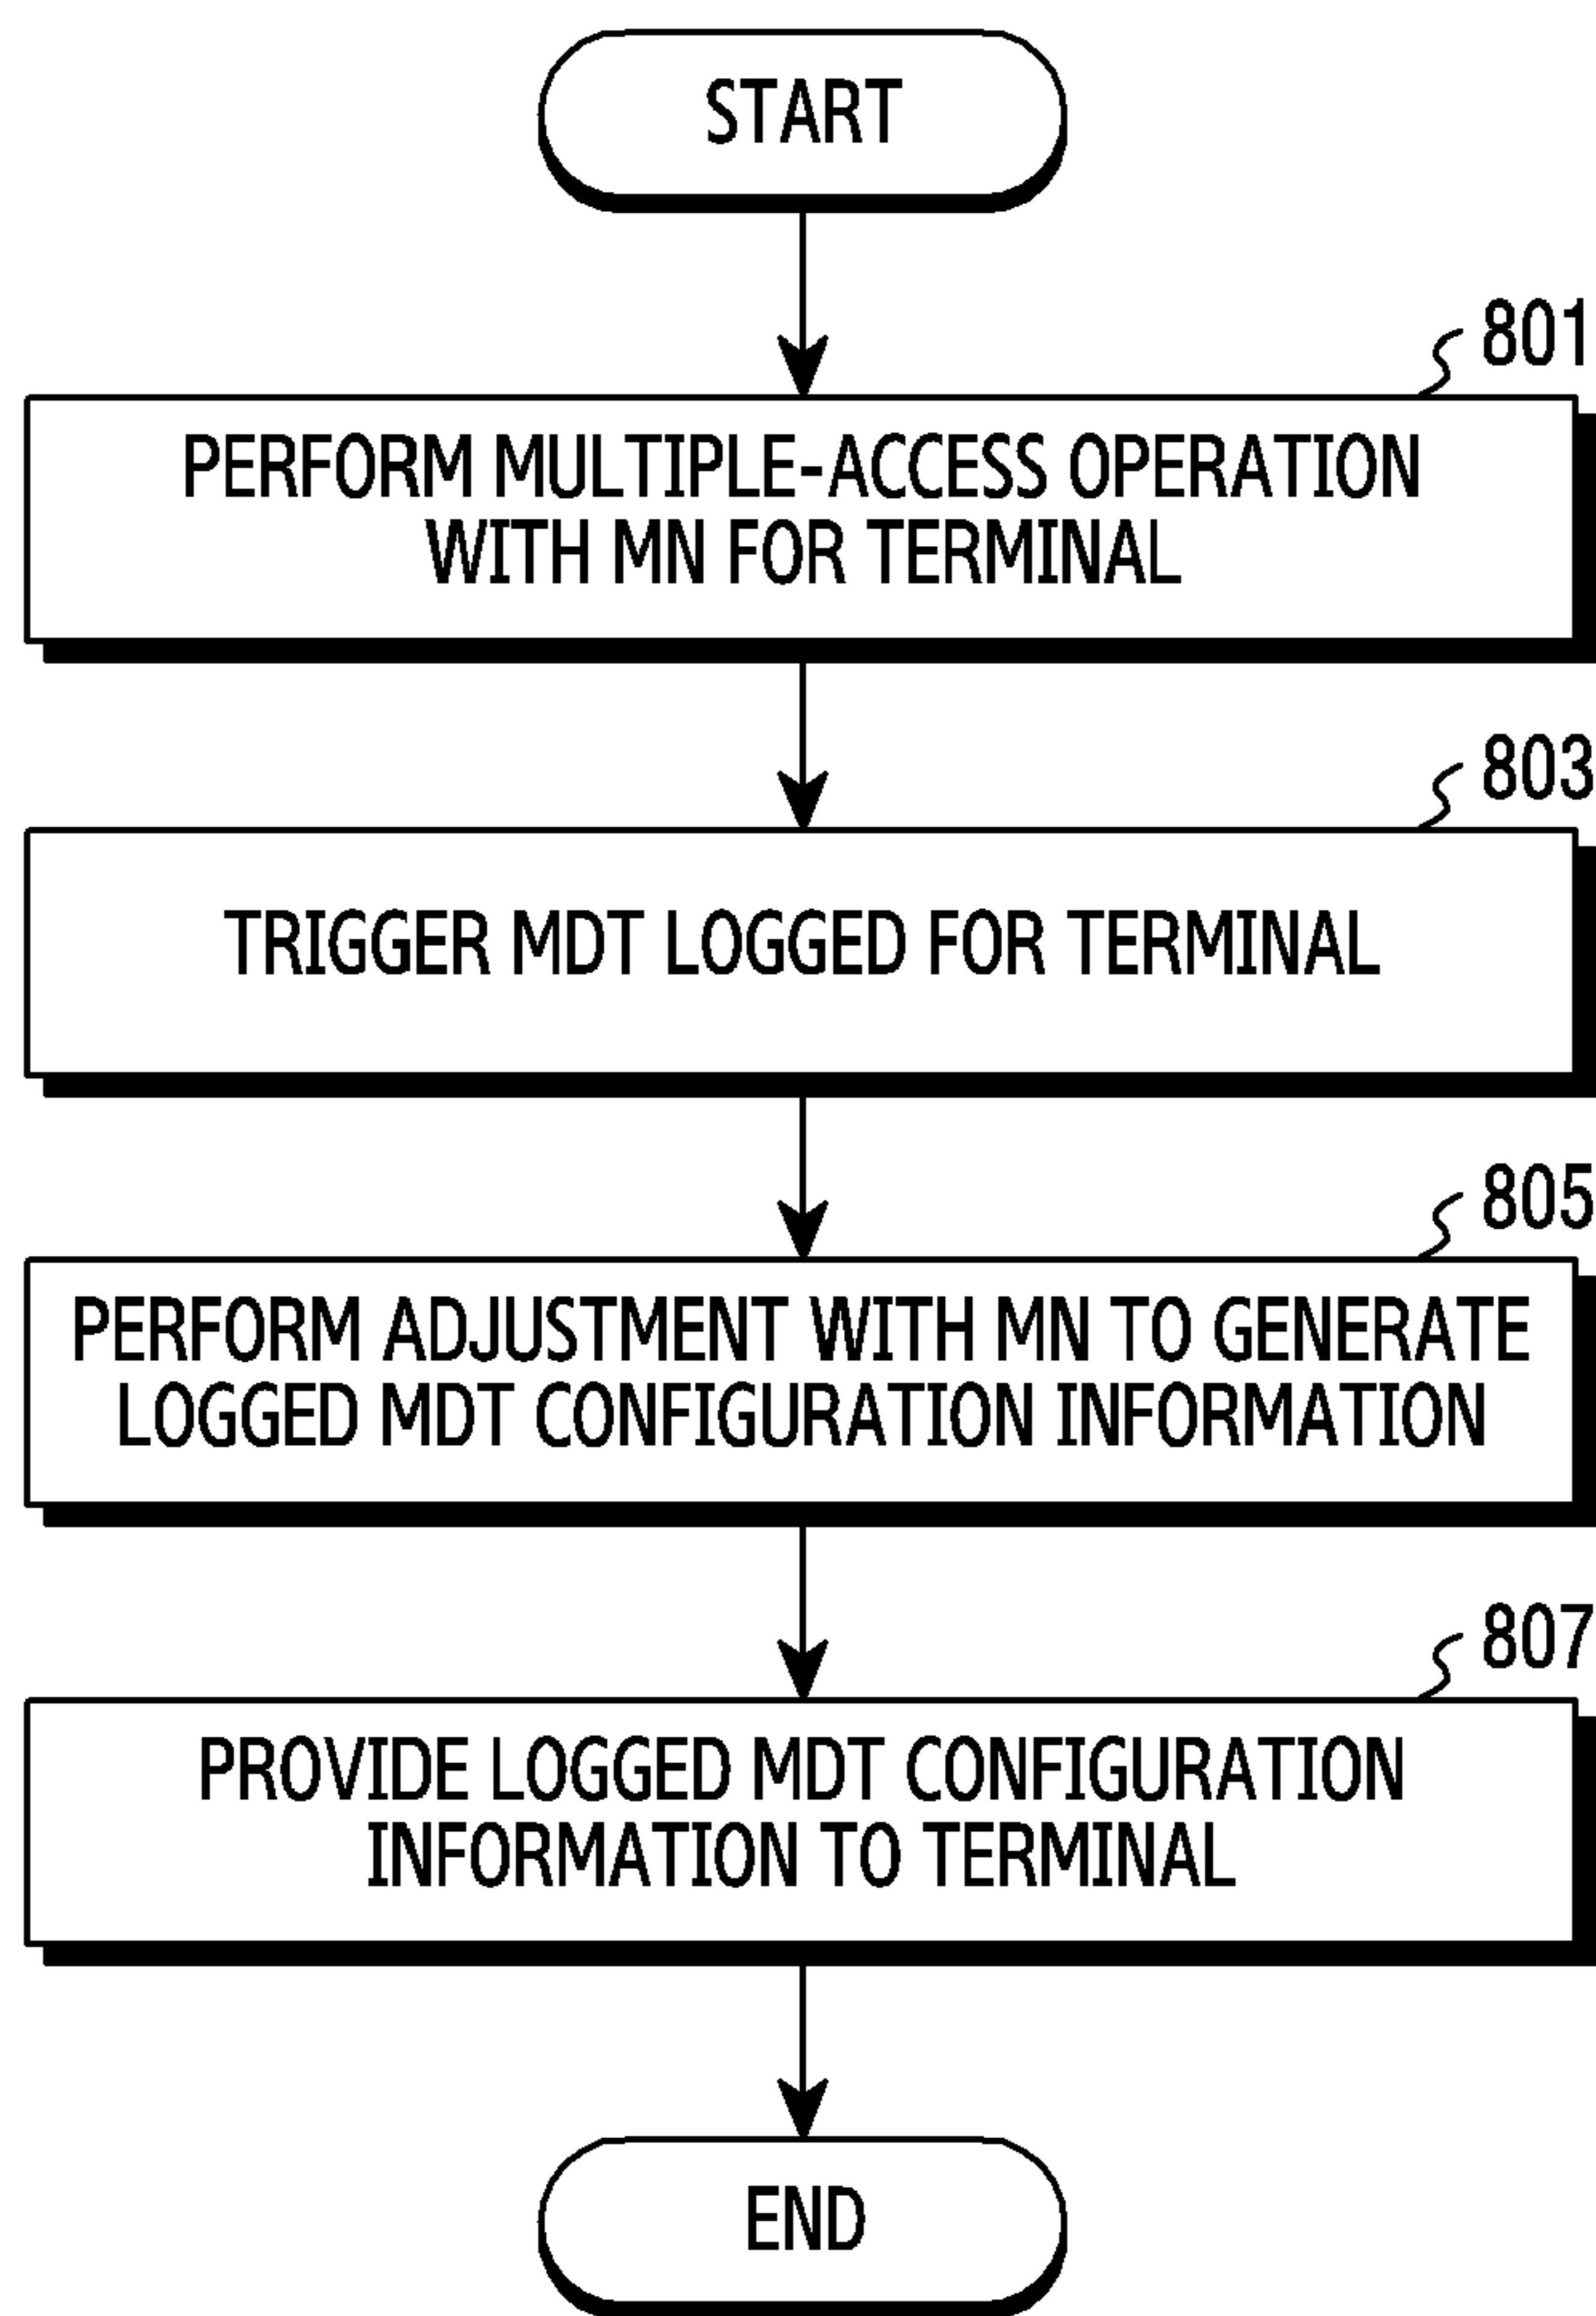 START
801
PERFORM MULTIPLE-ACCESS OPERATION
WITH MN FOR TERMINAL
803
TRIGGER MDT LOGGED FOR TERMINAL
805
PERFORM ADJUSTMENT WITH MN TO GENERATE
LOGGED MDT CONFIGURATION INFORMATION
807
PROVIDE LOGGED MDT CONFIGURATION
INFORMATION TO TERMINAL
END